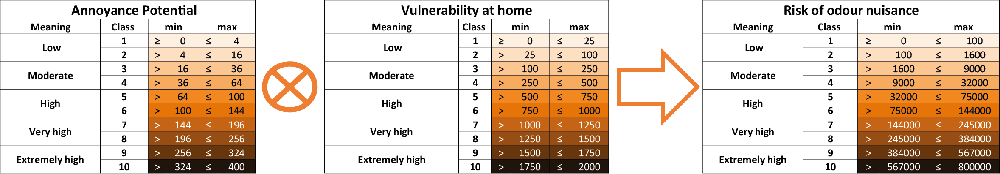 Annoyance Potential
Meaning Class min max
Low 1 ≥ 0 ≤ 4
2 > 4 ≤ 16
Moderate 3 > 16 ≤ 36
4 > 36 ≤ 64
High 5 > 64 ≤ 100
6 > 100 ≤ 144
Very high 7 > 144 ≤ 196
8 > 196 ≤ 256
Extremely high 9 > 256 ≤ 324
10 > 324 ≤ 400
Vulnerability at home
Meaning Class min max
Low 1 ≥ 0 ≤ 25
2 > 25 ≤ 100
Moderate 3 > 100 ≤ 250
4 > 250 ≤ 500
High 5 > 500 ≤ 750
6 > 750 ≤ 1000
Very high 7 > 1000 ≤ 1250
8 > 1250 ≤ 1500
Extremely high 9 > 1500 ≤ 1750
10 > 1750 ≤ 2000
Risk of odour nuisance
Meaning Class min max
Low 1 ≥ 0 ≤ 100
2 > 100 ≤ 1600
Moderate 3 > 1600 ≤ 9000
4 > 9000 ≤ 32000
High 5 > 32000 ≤ 75000
6 > 75000 ≤ 144000
Very high 7 > 144000 ≤ 245000
8 > 245000 ≤ 384000
Extremely high 9 > 384000 ≤ 567000
10 > 567000 ≤ 800000